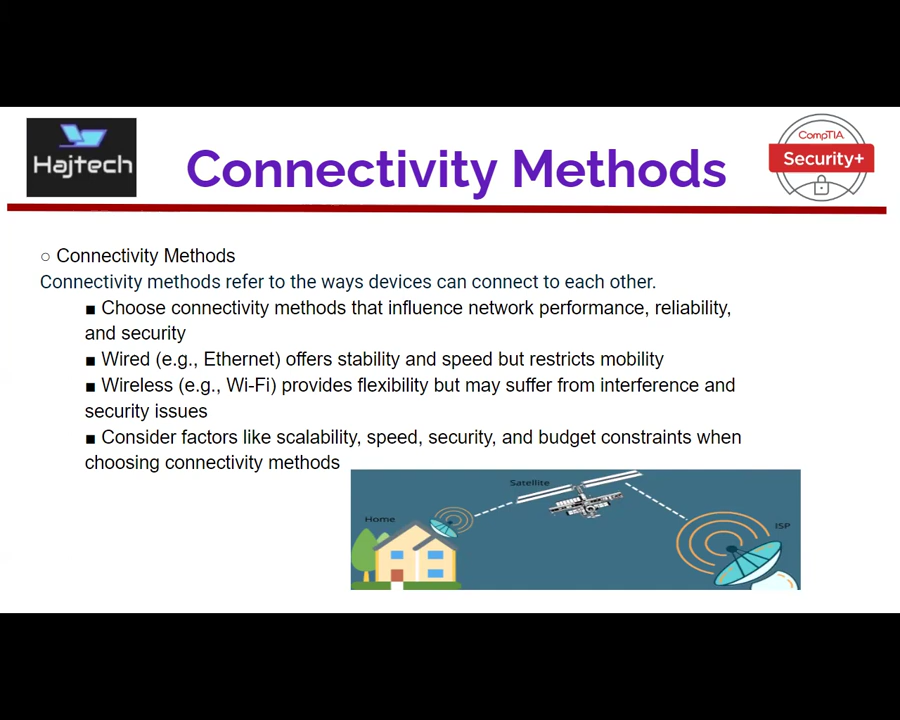 Hajtech
Connectivity Methods
CompTIA
Security+
○ Connectivity Methods
Connectivity methods refer to the ways devices can connect to each other.
■ Choose connectivity methods that influence network performance, reliability,
and security
■ Wired (e.g., Ethernet) offers stability and speed but restricts mobility
■ Wireless (e.g., Wi-Fi) provides flexibility but may suffer from interference and
security issues
■ Consider factors like scalability, speed, security, and budget constraints when
choosing connectivity methods
Satellite
Home
ISP